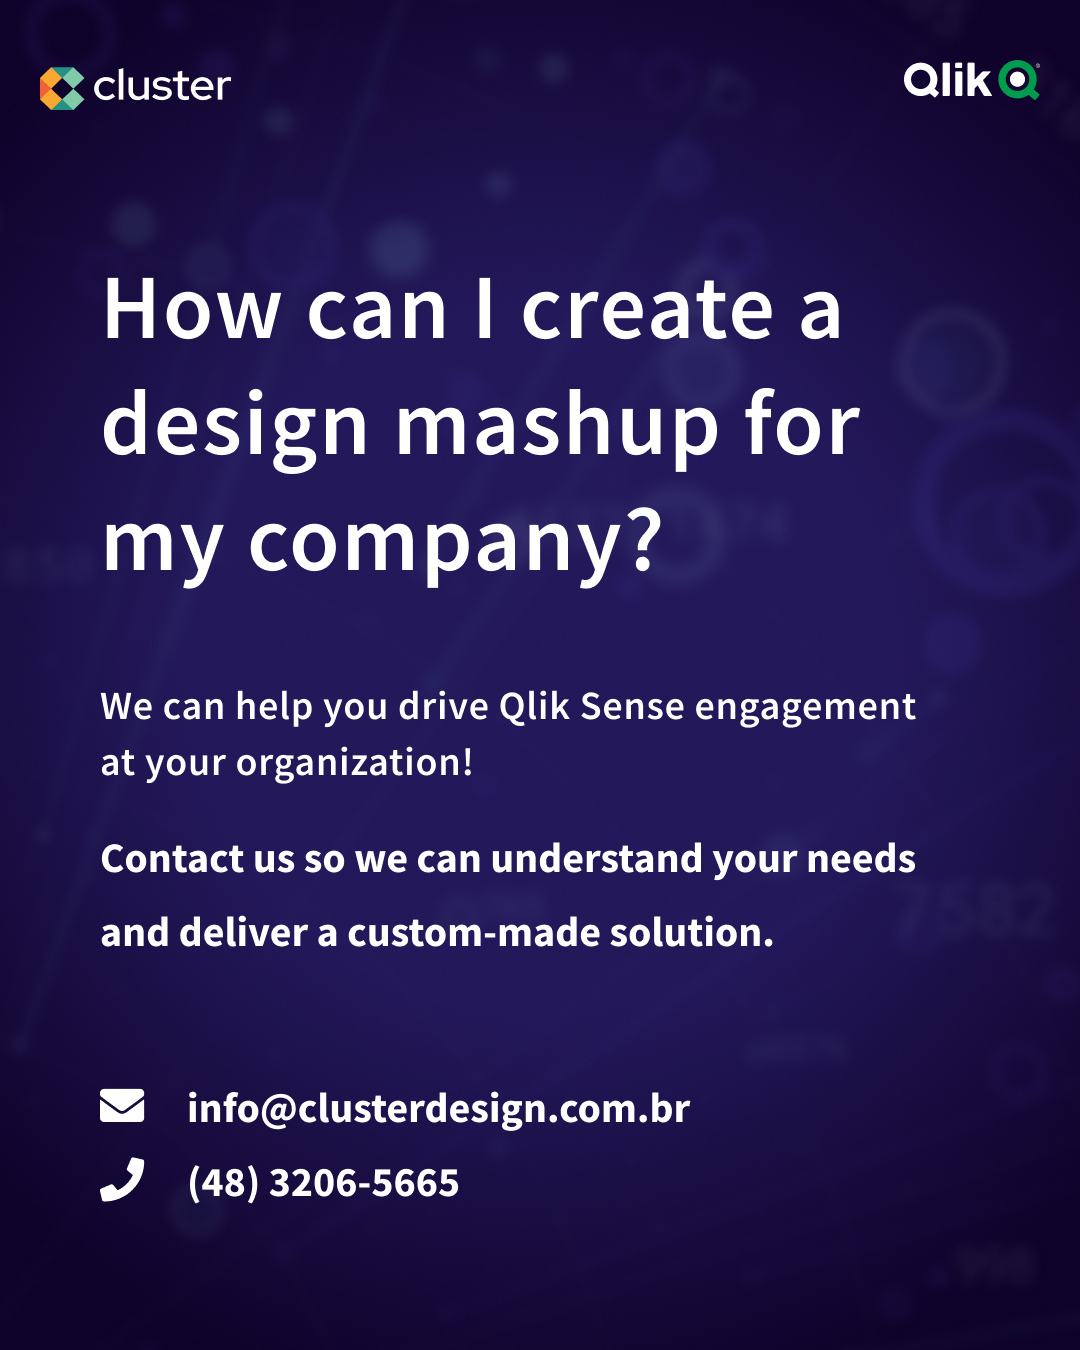 cluster
Qlik
How can I create a
design mashup for
my company?
We can help you drive Qlik Sense engagement
at your organization!
Contact us so we can understand your needs
and deliver a custom-made solution.
7582
998
info@clusterdesign.com.br
(48) 3206-5665